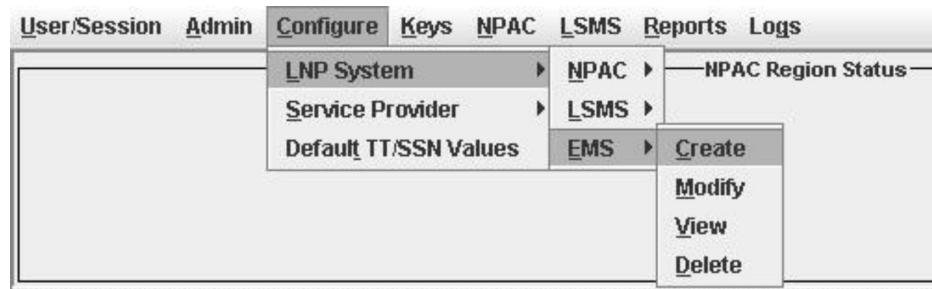 User/Session Admin Configure Keys NPAC LSMS Reports Logs
LNP System NPAC NPAC Region Status
Service Provider LSMS
Default TT/SSN Values EMS Create
Modify
View
Delete